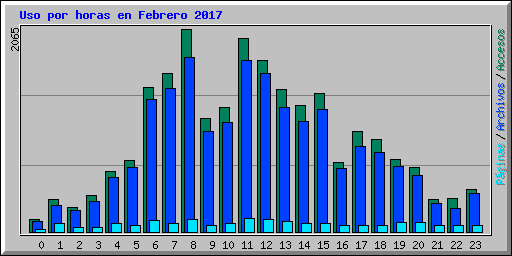 Uso por horas en Febrero 2017
2065
Páginas / Archivos / Accesos
0 1 2 3 4 5 6 7 8 9 10 11 12 13 14 15 16 17 18 19 20 21 22 23